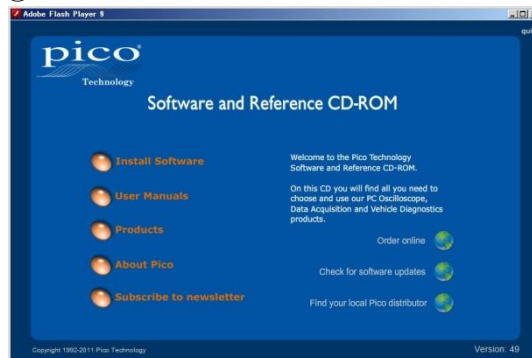 Adobe Flash Player 9
qui
pico
Technology
Software and Reference CD-ROM
Install Software
User Manuals
Products
About Pico
Subscribe to newsletter
Welcome to the Pico Technology
Software and Reference CD-ROM.
On this CD you will find all you need to
choose and use our PC Oscilloscope,
Data Acquisition and Vehicle Diagnostics
products.
Order online
Check for software updates
Find your local Pico distributor
Copyright 1992-2011 Pico Technology
Version: 49